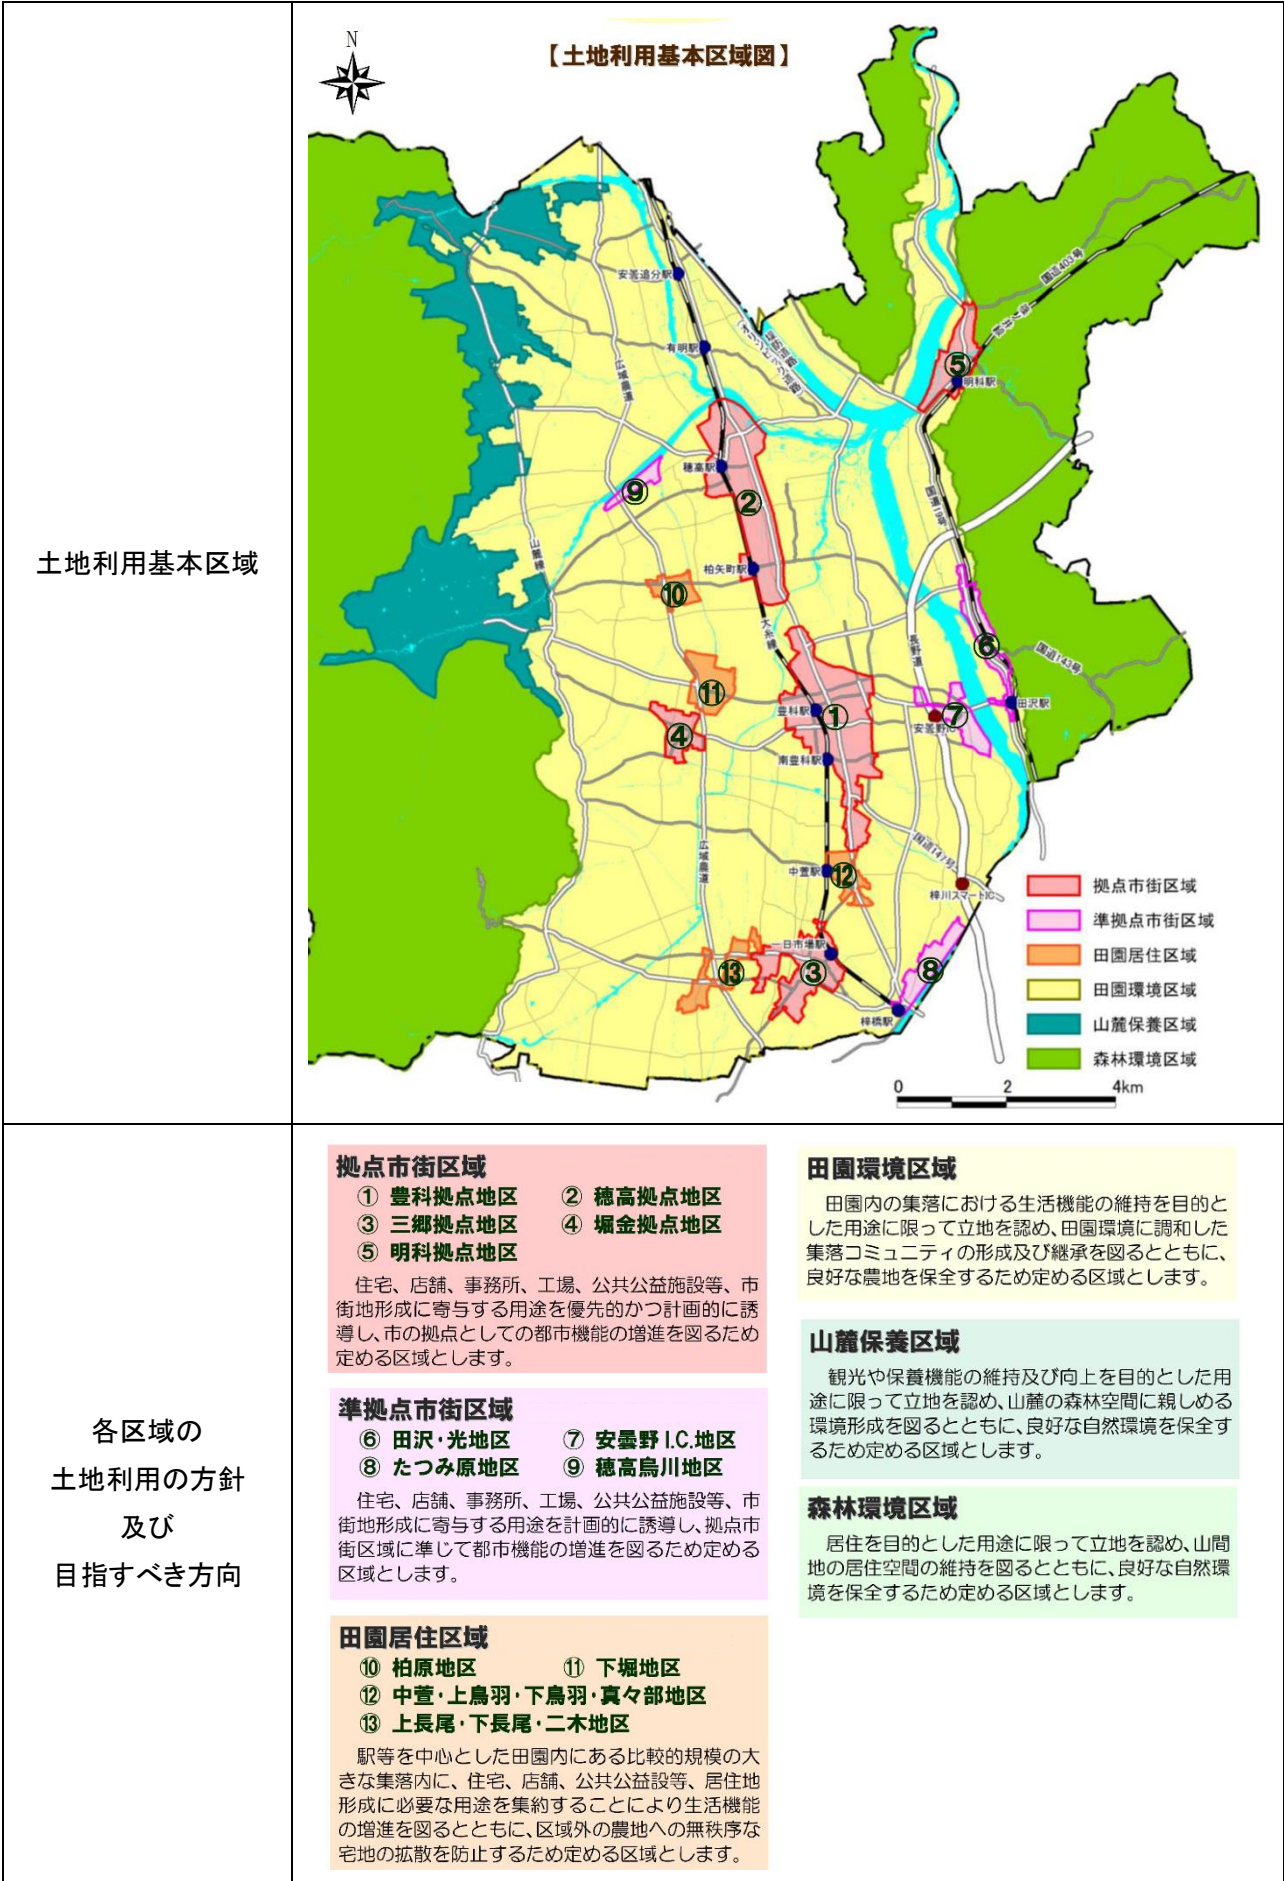 土地利用基本区域
【土地利用基本区域図】
N
安曇追分駅
有明駅
広域農道
国道403号
明科駅
穂高駅
国道19号
山麓線
柏矢町駅
大糸線
長野道
国道143号
田沢駅
豊科駅
安曇野IC
南豊科駅
広域農道
国道147号
中萱駅
梓川スマートIC
一日市場駅
梓橋駅
①
②
③
④
⑤
⑥
⑦
⑧
⑨
⑩
⑪
⑫
⑬
拠点市街区域
準拠点市街区域
田園居住区域
田園環境区域
山麓保養区域
森林環境区域
0 2 4km
各区域の
土地利用の方針
及び
目指すべき方向
拠点市街区域
① 豊科拠点地区 ② 穂高拠点地区
③ 三郷拠点地区 ④ 堀金拠点地区
⑤ 明科拠点地区
住宅、店舗、事務所、工場、公共公益施設等、市
街地形成に寄与する用途を優先的かつ計画的に誘
導し、市の拠点としての都市機能の増進を図るため
定める区域とします。
準拠点市街区域
⑥ 田沢・光地区 ⑦ 安曇野I.C.地区
⑧ たつみ原地区 ⑨ 穂高烏川地区
住宅、店舗、事務所、工場、公共公益施設等、市
街地形成に寄与する用途を計画的に誘導し、拠点市
街区域に準じて都市機能の増進を図るため定める
区域とします。
田園居住区域
⑩ 柏原地区 ⑪ 下堀地区
⑫ 中萱・上鳥羽・下鳥羽・真々部地区
⑬ 上長尾・下長尾・二木地区
駅等を中心とした田園内にある比較的規模の大
きな集落内に、住宅、店舗、公共公益設等、居住地
形成に必要な用途を集約することにより生活機能
の増進を図るとともに、区域外の農地への無秩序な
宅地の拡散を防止するため定める区域とします。
田園環境区域
田園内の集落における生活機能の維持を目的と
した用途に限って立地を認め、田園環境に調和した
集落コミュニティの形成及び継承を図るとともに、
良好な農地を保全するため定める区域とします。
山麓保養区域
観光や保養機能の維持及び向上を目的とした用
途に限って立地を認め、山麓の森林空間に親しめる
環境形成を図るとともに、良好な自然環境を保全す
るため定める区域とします。
森林環境区域
居住を目的とした用途に限って立地を認め、山間
地の居住空間の維持を図るとともに、良好な自然環
境を保全するため定める区域とします。